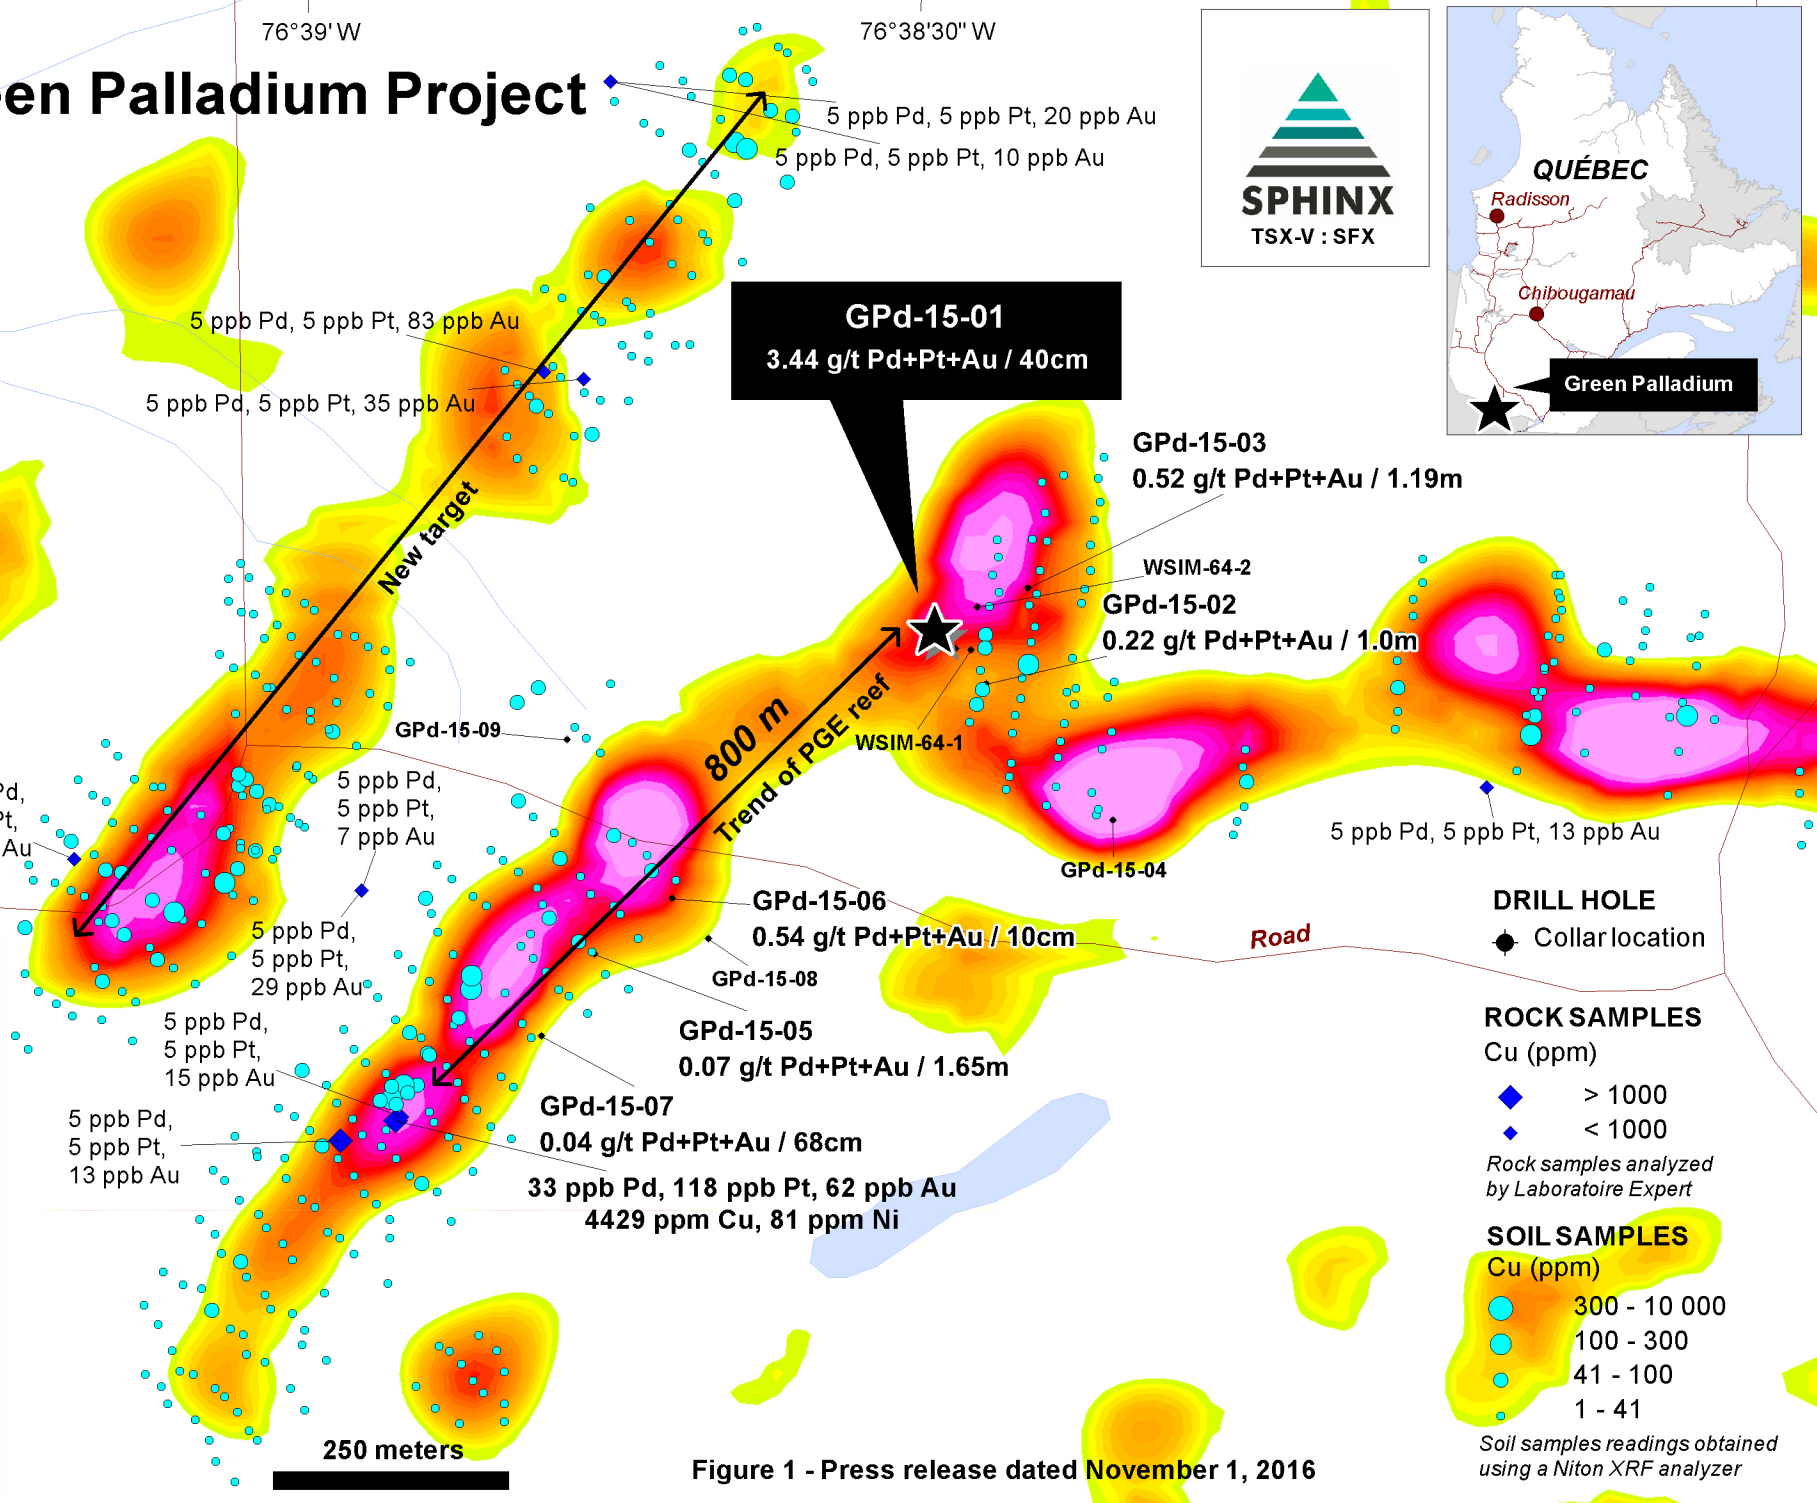 76°39' W
76°38'30" W
en Palladium Project
5 ppb Pd, 5 ppb Pt, 20 ppb Au
5 ppb Pd, 5 ppb Pt, 10 ppb Au
SPHINX
TSX-V : SFX
QUÉBEC
Radisson
Chibougamau
Green Palladium
5 ppb Pd, 5 ppb Pt, 83 ppb Au
5 ppb Pd, 5 ppb Pt, 35 ppb Au
GPd-15-01
3.44 g/t Pd+Pt+Au / 40cm
GPd-15-03
0.52 g/t Pd+Pt+Au / 1.19m
WSIM-64-2
GPd-15-02
0.22 g/t Pd+Pt+Au / 1.0m
New target
800 m
Trend of PGE reef
WSIM-64-1
GPd-15-09
5 ppb Pd,
5 ppb Pt,
7 ppb Au
Pd,
Pt,
Au
5 ppb Pd, 5 ppb Pt, 13 ppb Au
GPd-15-04
GPd-15-06
0.54 g/t Pd+Pt+Au / 10cm
Road
GPd-15-08
5 ppb Pd,
5 ppb Pt,
29 ppb Au
5 ppb Pd,
5 ppb Pt,
15 ppb Au
GPd-15-05
0.07 g/t Pd+Pt+Au / 1.65m
GPd-15-07
0.04 g/t Pd+Pt+Au / 68cm
5 ppb Pd,
5 ppb Pt,
13 ppb Au
33 ppb Pd, 118 ppb Pt, 62 ppb Au
4429 ppm Cu, 81 ppm Ni
DRILL HOLE
Collar location
ROCK SAMPLES
Cu (ppm)
> 1000
< 1000
Rock samples analyzed
by Laboratoire Expert
SOIL SAMPLES
Cu (ppm)
300 - 10 000
100 - 300
41 - 100
1 - 41
Soil samples readings obtained
using a Niton XRF analyzer
250 meters
Figure 1 - Press release dated November 1, 2016